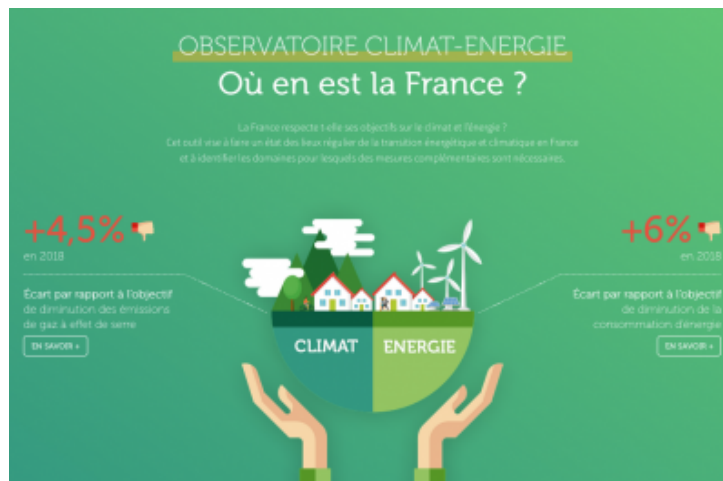 OBSERVATOIRE CLIMAT-ENERGIE
Où en est la France ?
La France respecte t-elle ses objectifs sur le climat et l'énergie ?
Cet outil vise à faire un état des lieux régulier de la transition énergétique et climatique en France
et à identifier les domaines pour lesquels des mesures complémentaires sont nécessaires.
+4,5%
en 2018
Écart par rapport à l'objectif
de diminution des émissions
de gaz à effet de serre
EN SAVOIR +
+6%
en 2018
Écart par rapport à l'objectif
de diminution de la
consommation d'énergie
EN SAVOIR +
CLIMAT
ENERGIE